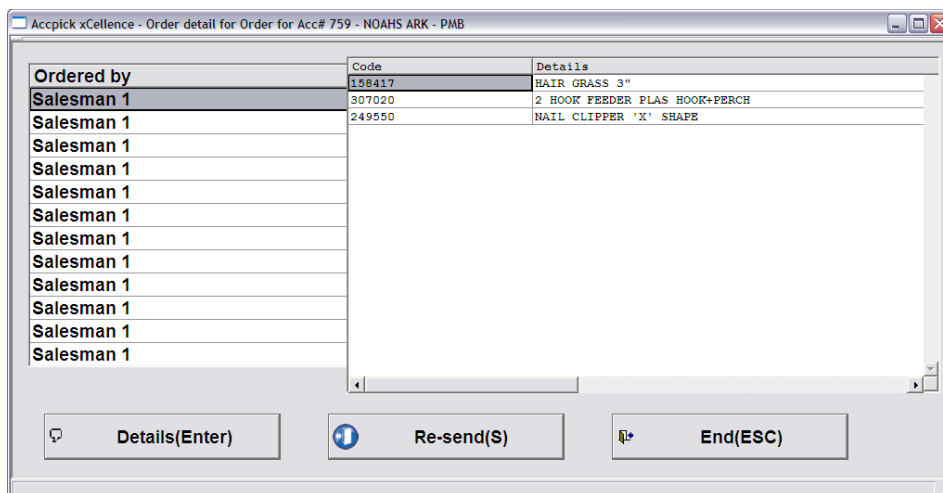 Accpick xCellence - Order detail for Order for Acc# 759 - NOAHS ARK - PMB
Ordered by
Salesman 1
Salesman 1
Salesman 1
Salesman 1
Salesman 1
Salesman 1
Salesman 1
Salesman 1
Salesman 1
Salesman 1
Salesman 1
Salesman 1
Code Details
158417 HAIR GRASS 3"
307020 2 HOOK FEEDER PLAS HOOK+PERCH
249550 NAIL CLIPPER 'X' SHAPE
Details(Enter) Re-send(S) End(ESC)